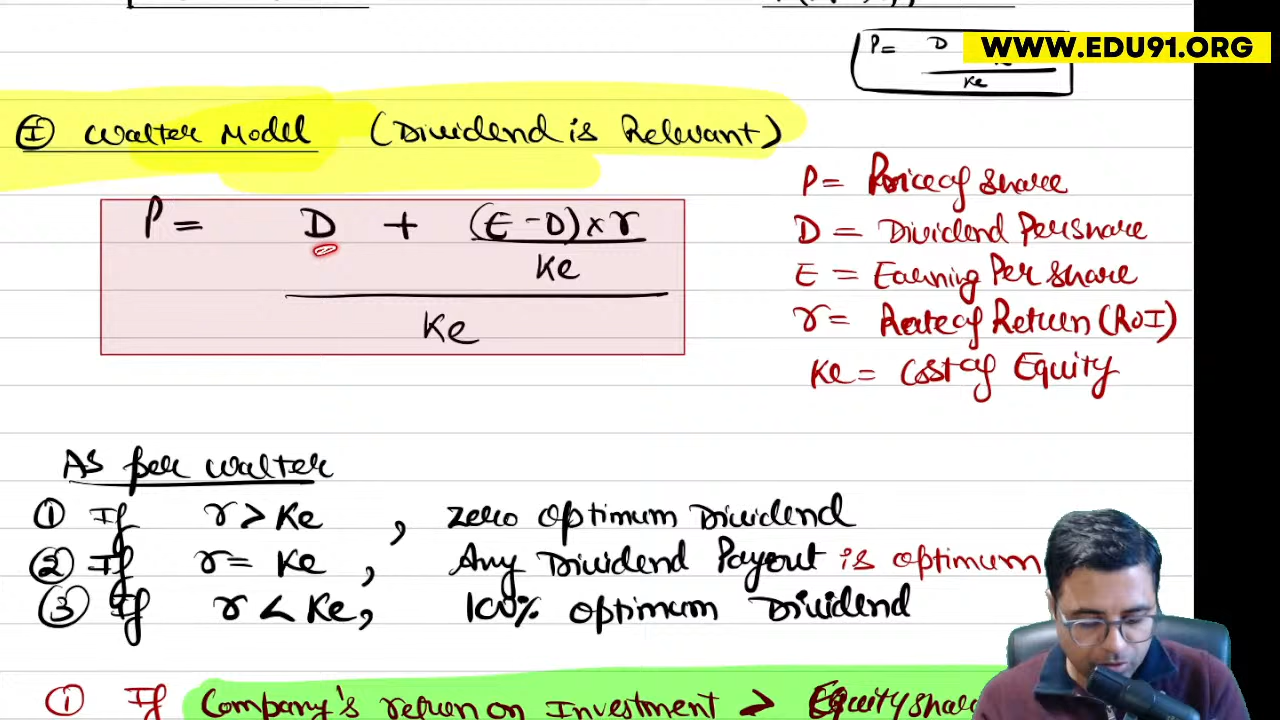 WWW.EDU91.ORG
P= D
Ke
① Walter Model (Dividend is Relevant)
P = D + (E-D)×r
Ke
Ke
P= Price of share
D = Dividend Per share
E = Earning Per share
r = Rate of Return (ROI)
Ke = Cost of Equity
As per walter
① If r > Ke , zero optimum Dividend
② If r = Ke , Any Dividend Payout is optimum
③ If r < Ke, 100% optimum Dividend
① If Company's return on Investment > Equity share